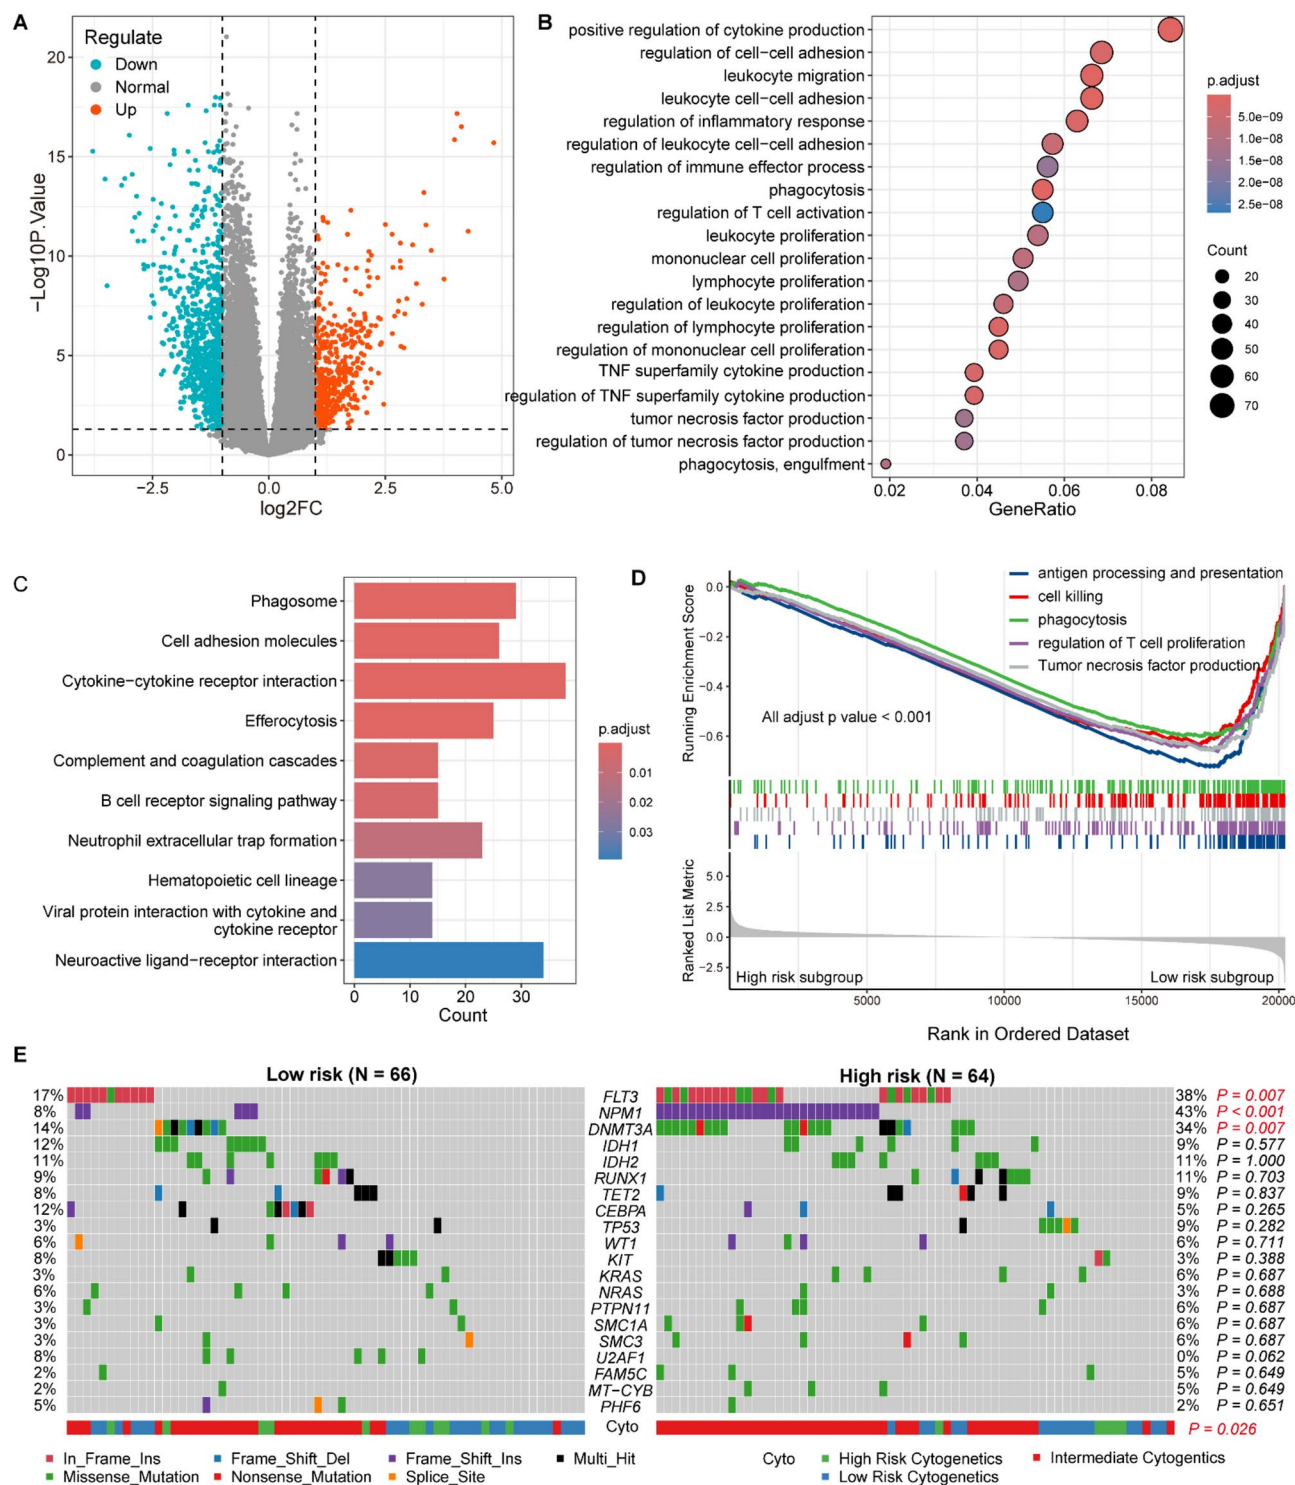 A
Regulate
Down
Normal
Up
20
15
10
5
0
−Log10P.Value
−2.5
0.0
2.5
5.0
log2FC
B
positive regulation of cytokine production
regulation of cell−cell adhesion
leukocyte migration
leukocyte cell−cell adhesion
regulation of inflammatory response
regulation of leukocyte cell−cell adhesion
regulation of immune effector process
phagocytosis
regulation of T cell activation
leukocyte proliferation
mononuclear cell proliferation
lymphocyte proliferation
regulation of leukocyte proliferation
regulation of lymphocyte proliferation
regulation of mononuclear cell proliferation
TNF superfamily cytokine production
regulation of TNF superfamily cytokine production
tumor necrosis factor production
regulation of tumor necrosis factor production
phagocytosis, engulfment
0.02
0.04
0.06
0.08
GeneRatio
p.adjust
5.0e−09
1.0e−08
1.5e−08
2.0e−08
2.5e−08
Count
20
30
40
50
60
70
C
Phagosome
Cell adhesion molecules
Cytokine−cytokine receptor interaction
Efferocytosis
Complement and coagulation cascades
B cell receptor signaling pathway
Neutrophil extracellular trap formation
Hematopoietic cell lineage
Viral protein interaction with cytokine and
cytokine receptor
Neuroactive ligand−receptor interaction
0
10
20
30
Count
p.adjust
0.01
0.02
0.03
D
antigen processing and presentation
cell killing
phagocytosis
regulation of T cell proliferation
Tumor necrosis factor production
0.0
−0.2
−0.4
−0.6
Running Enrichment Score
All adjust p value < 0.001
5.0
2.5
0.0
−2.5
Ranked List Metric
High risk subgroup
Low risk subgroup
5000
10000
15000
20000
Rank in Ordered Dataset
E
Low risk (N = 66)
High risk (N = 64)
17% FLT3 38% P = 0.007
8% NPM1 43% P < 0.001
14% DNMT3A 34% P = 0.007
12% IDH1 9% P = 0.577
11% IDH2 11% P = 1.000
9% RUNX1 11% P = 0.703
8% TET2 9% P = 0.837
12% CEBPA 5% P = 0.265
3% TP53 9% P = 0.282
6% WT1 6% P = 0.711
8% KIT 3% P = 0.388
3% KRAS 6% P = 0.687
6% NRAS 3% P = 0.688
3% PTPN11 6% P = 0.687
3% SMC1A 6% P = 0.687
3% SMC3 6% P = 0.687
8% U2AF1 0% P = 0.062
2% FAM5C 5% P = 0.649
2% MT−CYB 5% P = 0.649
5% PHF6 2% P = 0.651
Cyto P = 0.026
In_Frame_Ins
Frame_Shift_Del
Frame_Shift_Ins
Multi_Hit
Missense_Mutation
Nonsense_Mutation
Splice_Site
Cyto
High Risk Cytogenetics
Intermediate Cytogentics
Low Risk Cytogenetics